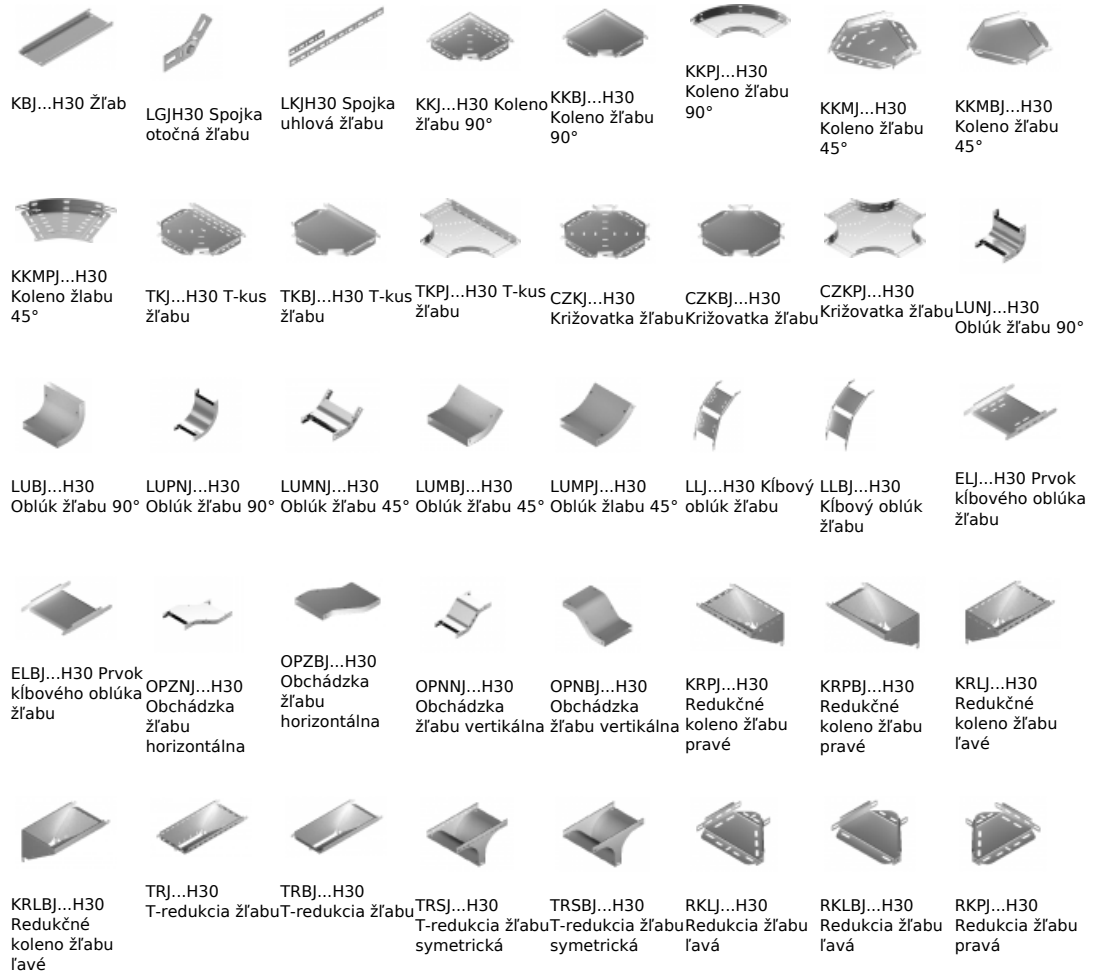 KBJ...H30 Žľab
LGJH30 Spojka
otočná žľabu
LKJH30 Spojka
uhlová žľabu
KKJ...H30 Koleno
žľabu 90°
KKBJ...H30
Koleno žľabu
90°
KKPJ...H30
Koleno žľabu
90°
KKMJ...H30
Koleno žľabu
45°
KKMBJ...H30
Koleno žľabu
45°
KKMPJ...H30
Koleno žlabu
45°
TKJ...H30 T-kus
žľabu
TKBJ...H30 T-kus
žľabu
TKPJ...H30 T-kus
žľabu
CZKJ...H30
Križovatka žľabu
CZKBJ...H30
Križovatka žľabu
CZKPJ...H30
Križovatka žľabu
LUNJ...H30
Oblúk žľabu 90°
LUBJ...H30
Oblúk žľabu 90°
LUPNJ...H30
Oblúk žľabu 90°
LUMNJ...H30
Oblúk žľabu 45°
LUMBJ...H30
Oblúk žľabu 45°
LUMPJ...H30
Oblúk žlabu 45°
LLJ...H30 Kĺbový
oblúk žľabu
LLBJ...H30
Kĺbový oblúk
žľabu
ELJ...H30 Prvok
kĺbového oblúka
žľabu
ELBJ...H30 Prvok
kĺbového oblúka
žľabu
OPZNJ...H30
Obchádzka
žľabu
horizontálna
OPZBJ...H30
Obchádzka
žľabu
horizontálna
OPNNJ...H30
Obchádzka
žľabu vertikálna
OPNBJ...H30
Obchádzka
žľabu vertikálna
KRPJ...H30
Redukčné
koleno žľabu
pravé
KRPBJ...H30
Redukčné
koleno žľabu
pravé
KRLJ...H30
Redukčné
koleno žľabu
ľavé
KRLBJ...H30
Redukčné
koleno žľabu
ľavé
TRJ...H30
T-redukcia žľabu
TRBJ...H30
T-redukcia žľabu
TRSJ...H30
T-redukcia žľabu
symetrická
TRSBJ...H30
T-redukcia žľabu
symetrická
RKLJ...H30
Redukcia žľabu
ľavá
RKLBJ...H30
Redukcia žľabu
ľavá
RKPJ...H30
Redukcia žľabu
pravá